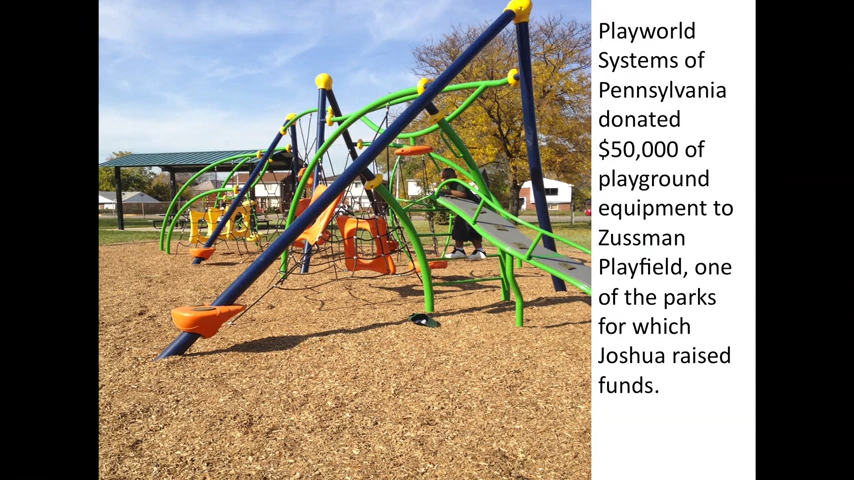 Playworld
Systems of
Pennsylvania
donated
$50,000 of
playground
equipment to
Zussman
Playfield, one
of the parks
for which
Joshua raised
funds.